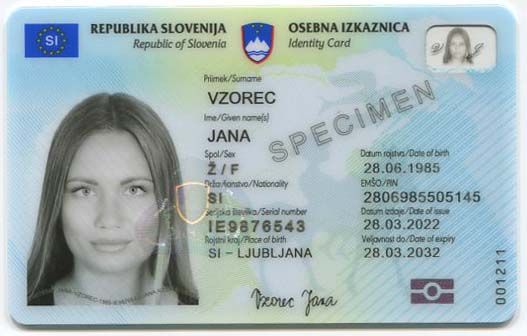 SI
REPUBLIKA SLOVENIJA
Republic of Slovenia
OSEBNA IZKAZNICA
Identity Card
Priimek/Surname
VZOREC
Ime/Given name(s)
JANA
SPECIMEN
Spol/Sex
Ž/F
Datum rojstva/Date of birth
28.06.1985
Državljanstvo/Nationality
SI
EMŠO/PIN
2806985505145
Serijska številka/Serial number
IE9876543
Datum izdaje/Date of issue
28.03.2022
Rojstni kraj/Place of birth
SI - LJUBLJANA
Veljavnost do/Date of expiry
28.03.2032
Vzorec Jana
001211